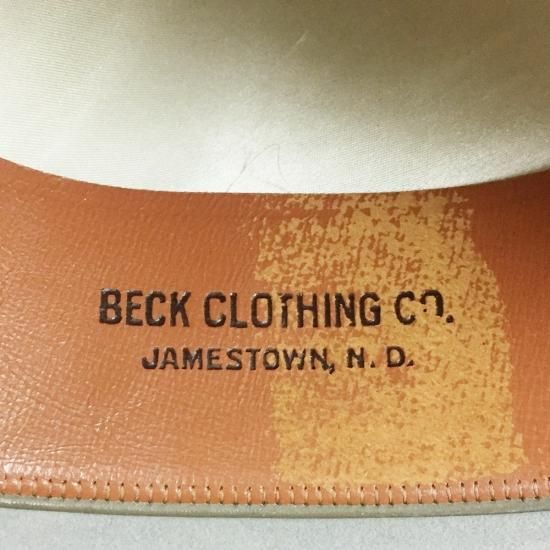 BECK CLOTHING CO.
JAMESTOWN, N. D.